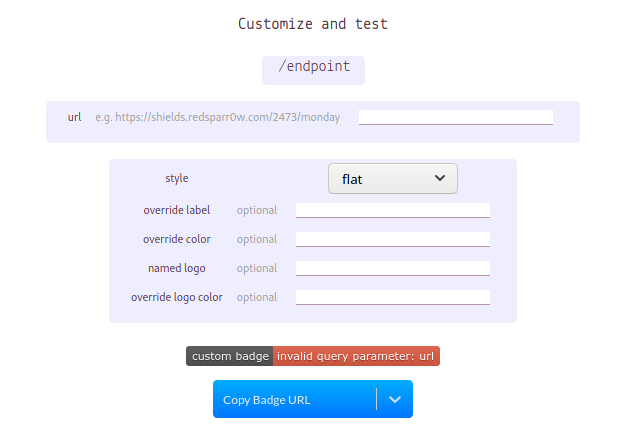 Customize and test
/endpoint
url e.g. https://shields.redsparr0w.com/2473/monday
style flat
override label optional
override color optional
named logo optional
override logo color optional
custom badge invalid query parameter: url
Copy Badge URL